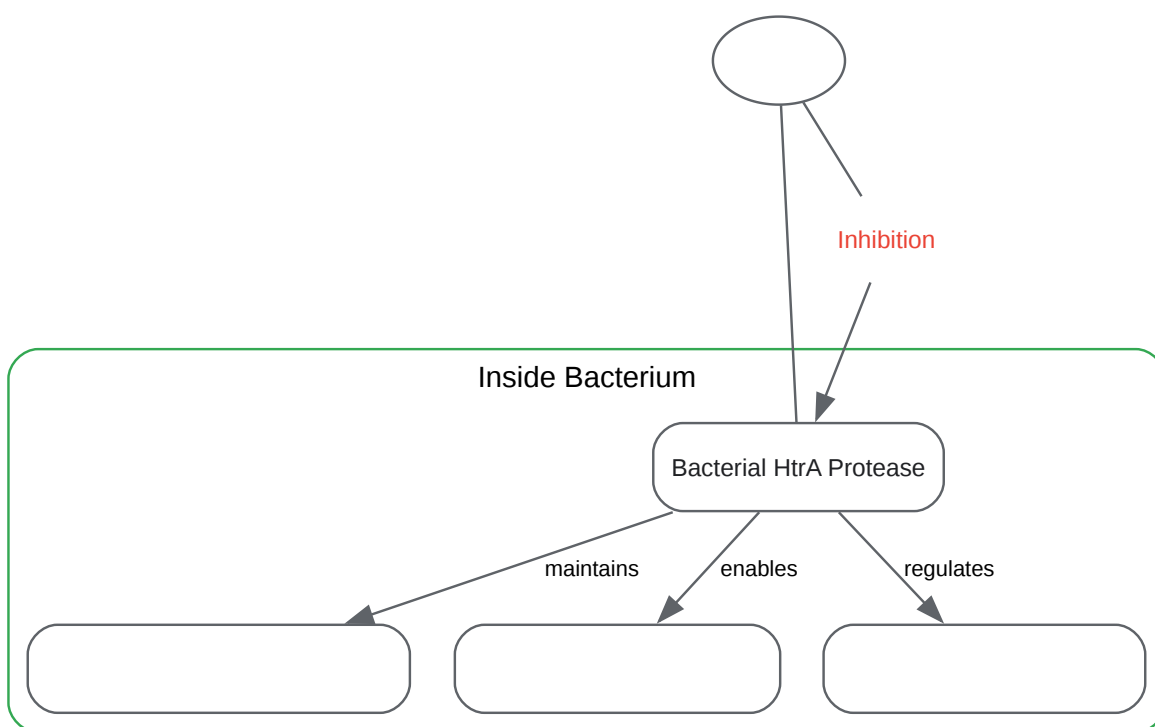 Inhibition
Inside Bacterium
Bacterial HtrA Protease
maintains
enables
regulates